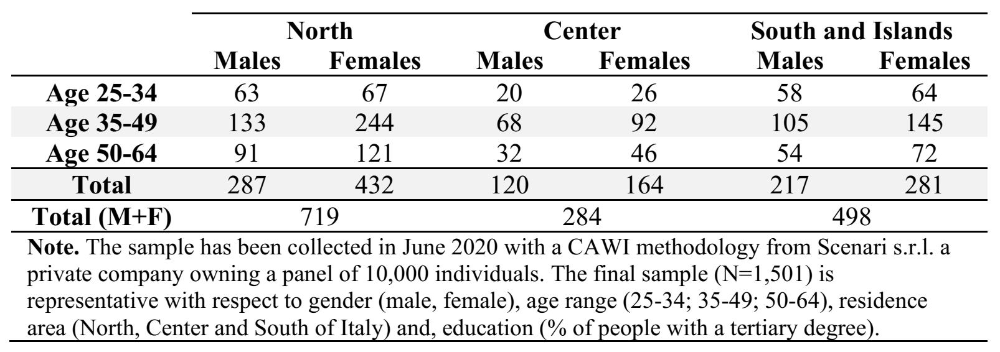 North Center South and Islands
Males Females Males Females Males Females
Age 25-34 63 67 20 26 58 64
Age 35-49 133 244 68 92 105 145
Age 50-64 91 121 32 46 54 72
Total 287 432 120 164 217 281
Total (M+F) 719 284 498
Note. The sample has been collected in June 2020 with a CAWI methodology from Scenari s.r.l. a
private company owning a panel of 10,000 individuals. The final sample (N=1,501) is
representative with respect to gender (male, female), age range (25-34; 35-49; 50-64), residence
area (North, Center and South of Italy) and, education (% of people with a tertiary degree).